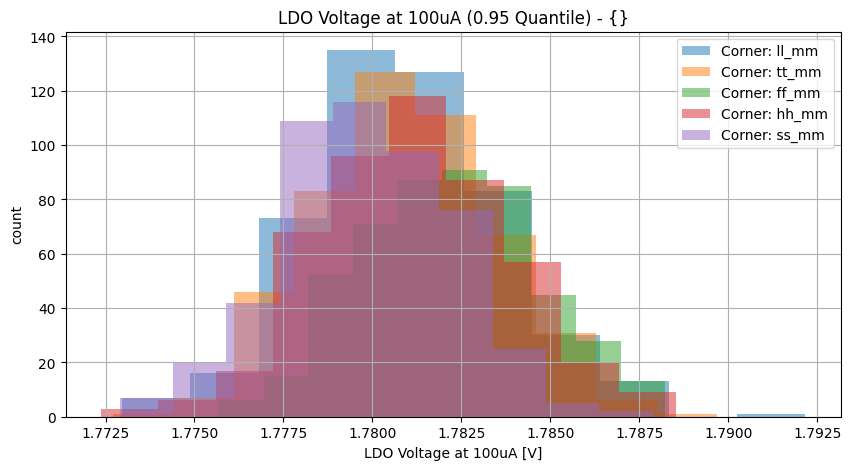 LDO Voltage at 100uA (0.95 Quantile) - {}
140
120
100
80
60
40
20
0
count
Corner: ll_mm
Corner: tt_mm
Corner: ff_mm
Corner: hh_mm
Corner: ss_mm
1.7725 1.7750 1.7775 1.7800 1.7825 1.7850 1.7875 1.7900 1.7925
LDO Voltage at 100uA [V]